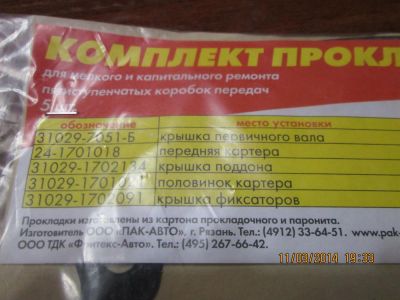 КОМПЛЕКТ ПРОКЛ
для мелкого и капитального ремонта
пятиступенчатых коробок передач
5 шт.
обозначение место установки
31029-7051-Б крышка первичного вала
24-1701018 передняя картера
31029-1702134 крышка поддона
половинок картера
31029-1702091 крышка фиксаторов
Прокладки изготовлены из картона прокладочного и паронита.
Изготовитель ООО "ПАК-АВТО", г. Рязань. Тел.: (4912) 33-64-51. www.pak-
ООО ТДК Тел.: (495) 267-66-42.
11/09/2014 19:33